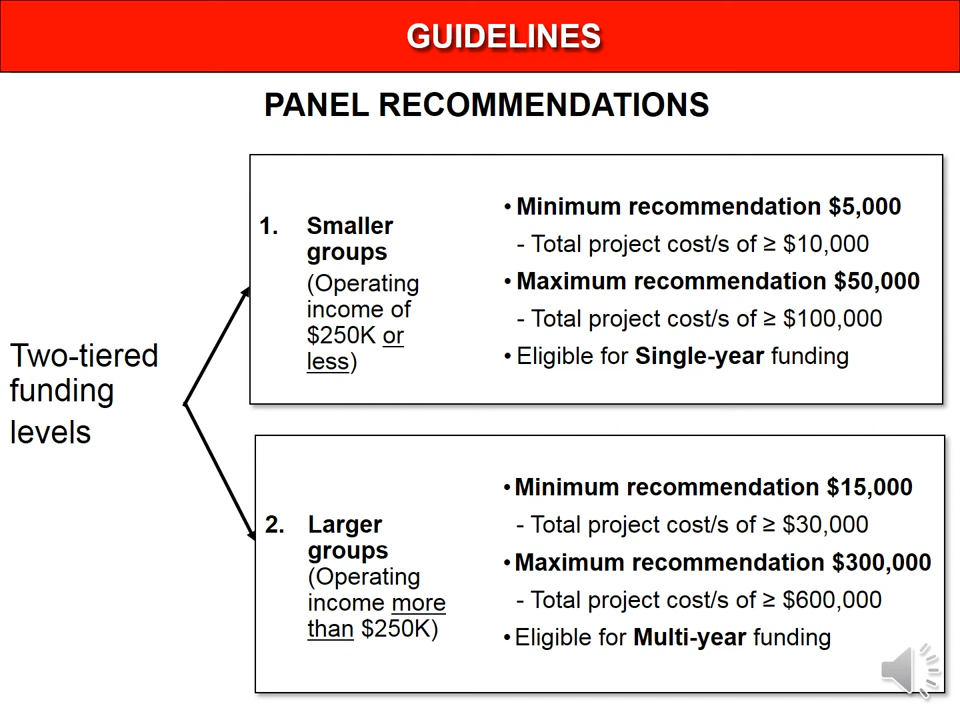 GUIDELINES
PANEL RECOMMENDATIONS
Two-tiered
funding
levels
1. Smaller
groups
(Operating
income of
$250K or
less)
• Minimum recommendation $5,000
- Total project cost/s of ≥ $10,000
• Maximum recommendation $50,000
- Total project cost/s of ≥ $100,000
• Eligible for Single-year funding
2. Larger
groups
(Operating
income more
than $250K)
• Minimum recommendation $15,000
- Total project cost/s of ≥ $30,000
• Maximum recommendation $300,000
- Total project cost/s of ≥ $600,000
• Eligible for Multi-year funding